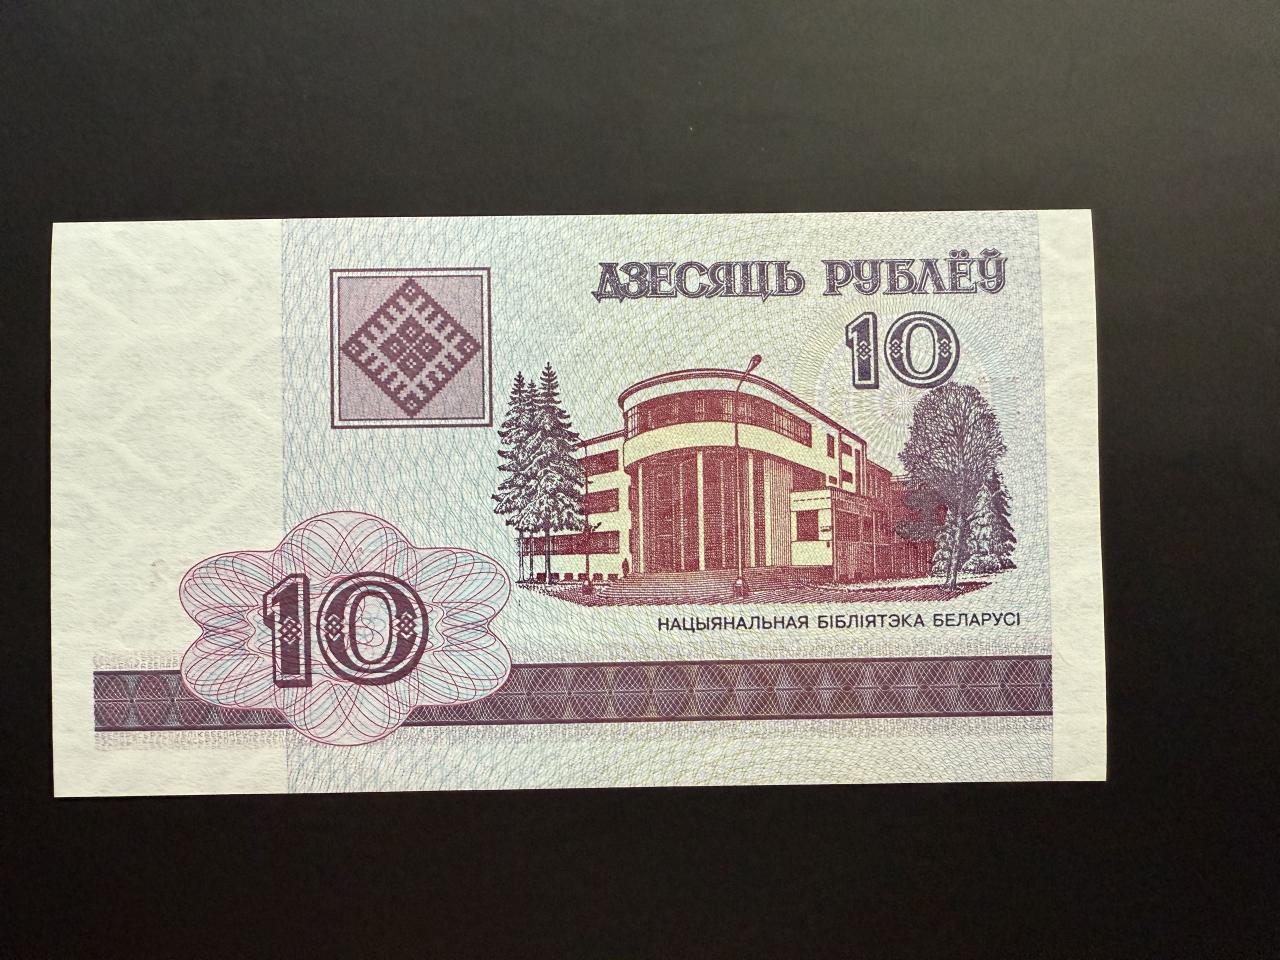 ДЗЕСЯЦЬ РУБЛЁЎ
10
НАЦЫЯНАЛЬНАЯ БІБЛІЯТЭКА БЕЛАРУСІ
10